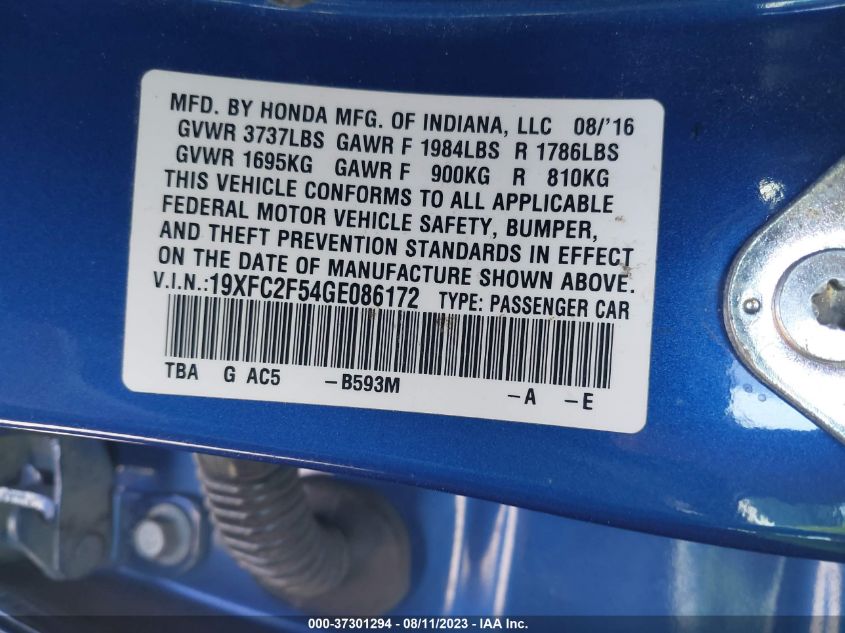 MFD. BY HONDA MFG. OF INDIANA, LLC 08/'16
GVWR 3737LBS GAWR F 1984LBS R 1786LBS
GVWR 1695KG GAWR F 900KG R 810KG
THIS VEHICLE CONFORMS TO ALL APPLICABLE
FEDERAL MOTOR VEHICLE SAFETY, BUMPER,
AND THEFT PREVENTION STANDARDS IN EFFECT
ON THE DATE OF MANUFACTURE SHOWN ABOVE.
V.I.N.:19XFC2F54GE086172 TYPE: PASSENGER CAR
TBA G AC5 -B593M -A -E
000-37301294 - 08/11/2023 - IAA Inc.